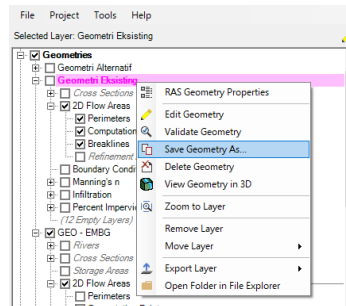 File Project Tools Help
Selected Layer: Geometri Eksisting
Geometries
Geometri Alternatif
Geometri Eksisting
Cross Sections
2D Flow Areas
Perimeters
Computation
Breaklines
Refinement
Boundary Condi
Manning's n
Infiltration
Percent Impervi
(12 Empty Layers)
GEO - EMBG
Rivers
Cross Sections
Storage Areas
2D Flow Areas
Perimeters
RAS Geometry Properties
Edit Geometry
Validate Geometry
Save Geometry As...
Delete Geometry
View Geometry in 3D
Zoom to Layer
Remove Layer
Move Layer
Export Layer
Open Folder in File Explorer